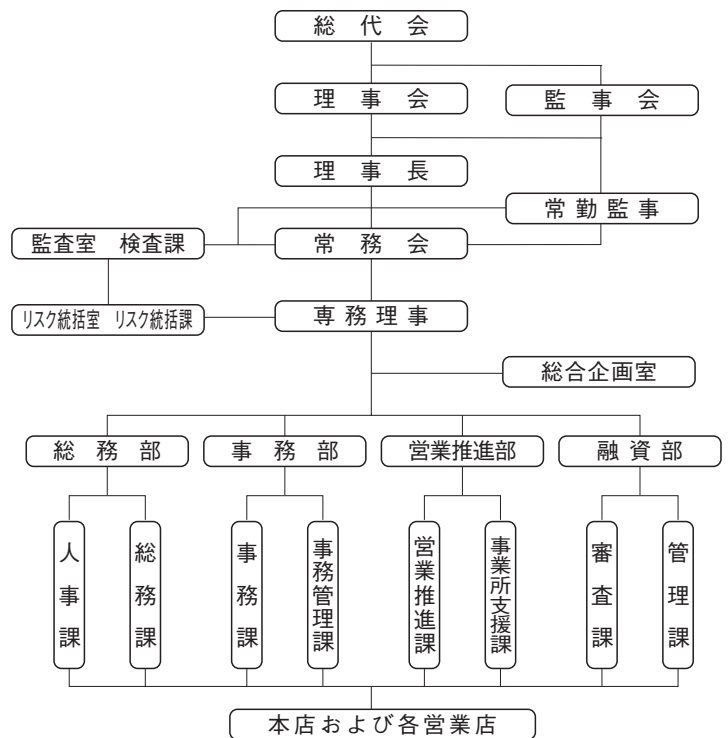 総代会
理事会
監事会
理事長
常勤監事
監査室 検査課
常務会
リスク統括室 リスク統括課
専務理事
総合企画室
総務部
事務部
営業推進部
融資部
人事課
総務課
事務課
事務管理課
営業推進課
事業所支援課
審査課
管理課
本店および各営業店